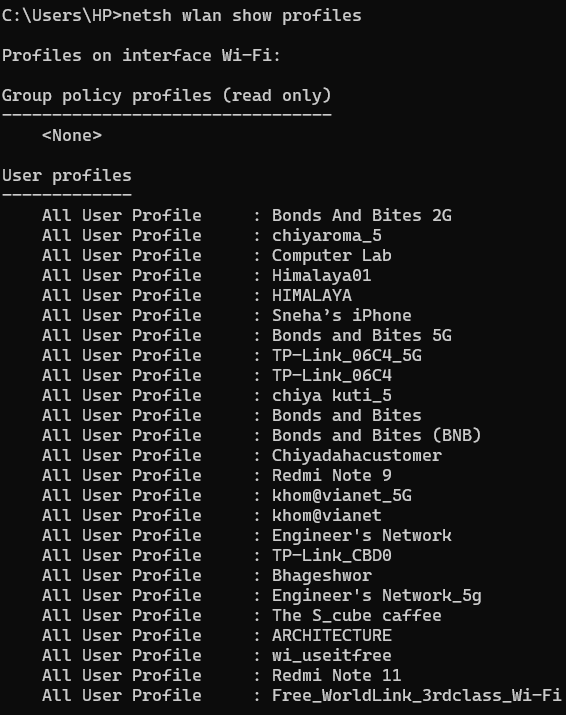 C:\Users\HP>netsh wlan show profiles
Profiles on interface Wi-Fi:
Group policy profiles (read only)
---------------------------------
    <None>
User profiles
-------------
    All User Profile     : Bonds And Bites 2G
    All User Profile     : chiyaroma_5
    All User Profile     : Computer Lab
    All User Profile     : Himalaya01
    All User Profile     : HIMALAYA
    All User Profile     : Sneha’s iPhone
    All User Profile     : Bonds and Bites 5G
    All User Profile     : TP-Link_06C4_5G
    All User Profile     : TP-Link_06C4
    All User Profile     : chiya kuti_5
    All User Profile     : Bonds and Bites
    All User Profile     : Bonds and Bites (BNB)
    All User Profile     : Chiyadahacustomer
    All User Profile     : Redmi Note 9
    All User Profile     : khom@vianet_5G
    All User Profile     : khom@vianet
    All User Profile     : Engineer's Network
    All User Profile     : TP-Link_CBD0
    All User Profile     : Bhageshwor
    All User Profile     : Engineer's Network_5g
    All User Profile     : The S_cube caffee
    All User Profile     : ARCHITECTURE
    All User Profile     : wi_useitfree
    All User Profile     : Redmi Note 11
    All User Profile     : Free_WorldLink_3rdclass_Wi-Fi